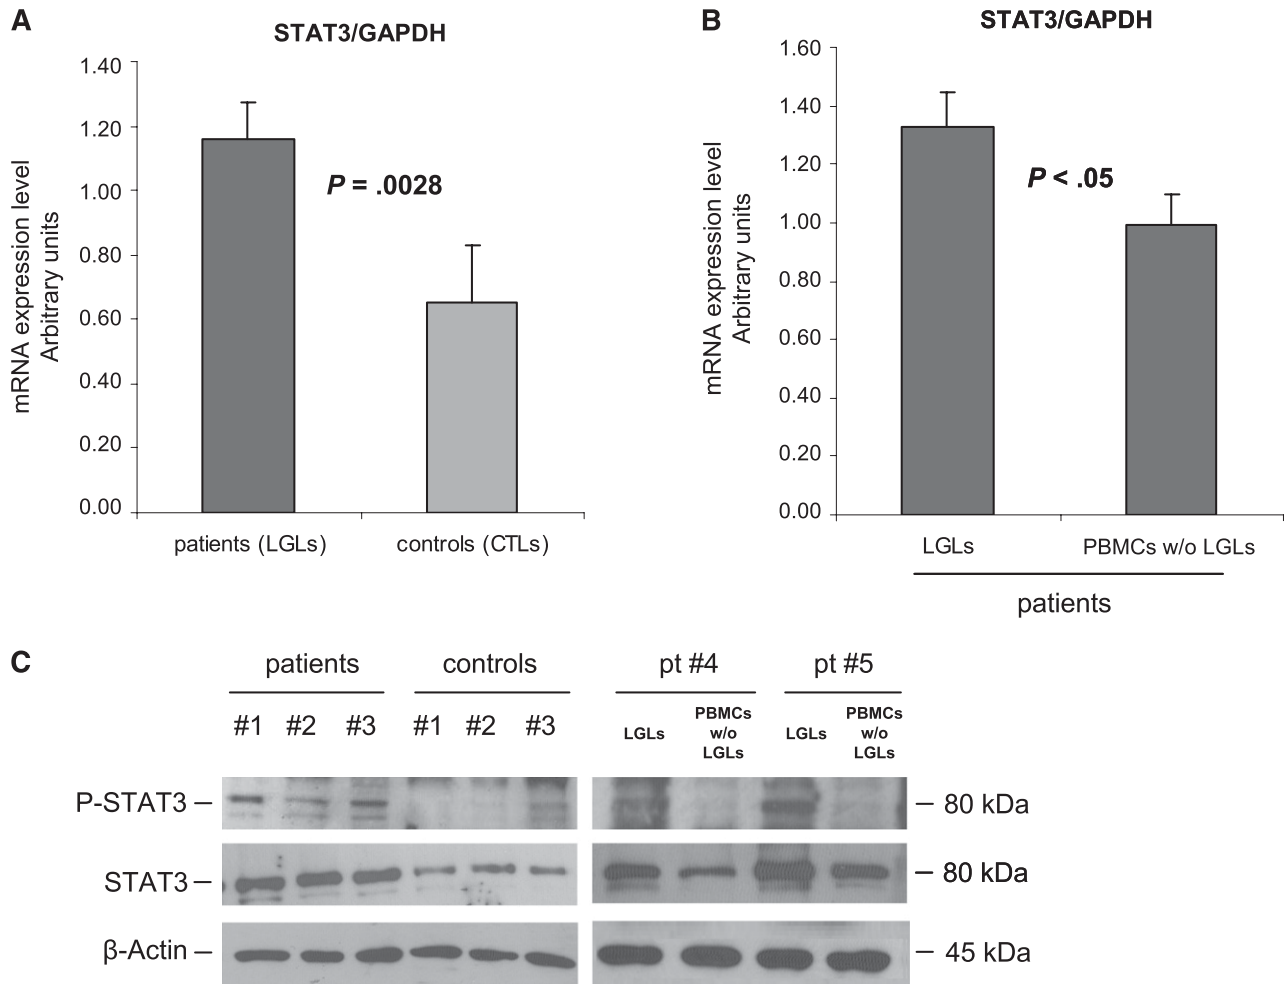 A
STAT3/GAPDH
mRNA expression level
Arbitrary units
1.40
1.20
1.00
0.80
0.60
0.40
0.20
0.00
P = .0028
patients (LGLs)
controls (CTLs)
B
STAT3/GAPDH
mRNA expression level
Arbitrary units
1.60
1.40
1.20
1.00
0.80
0.60
0.40
0.20
0.00
P < .05
LGLs
PBMCs w/o LGLs
patients
C
patients
controls
pt #4
pt #5
#1 #2 #3 #1 #2 #3
LGLs
PBMCs
w/o
LGLs
LGLs
PBMCs
w/o
LGLs
P-STAT3 – – 80 kDa
STAT3 – – 80 kDa
β-Actin – – 45 kDa